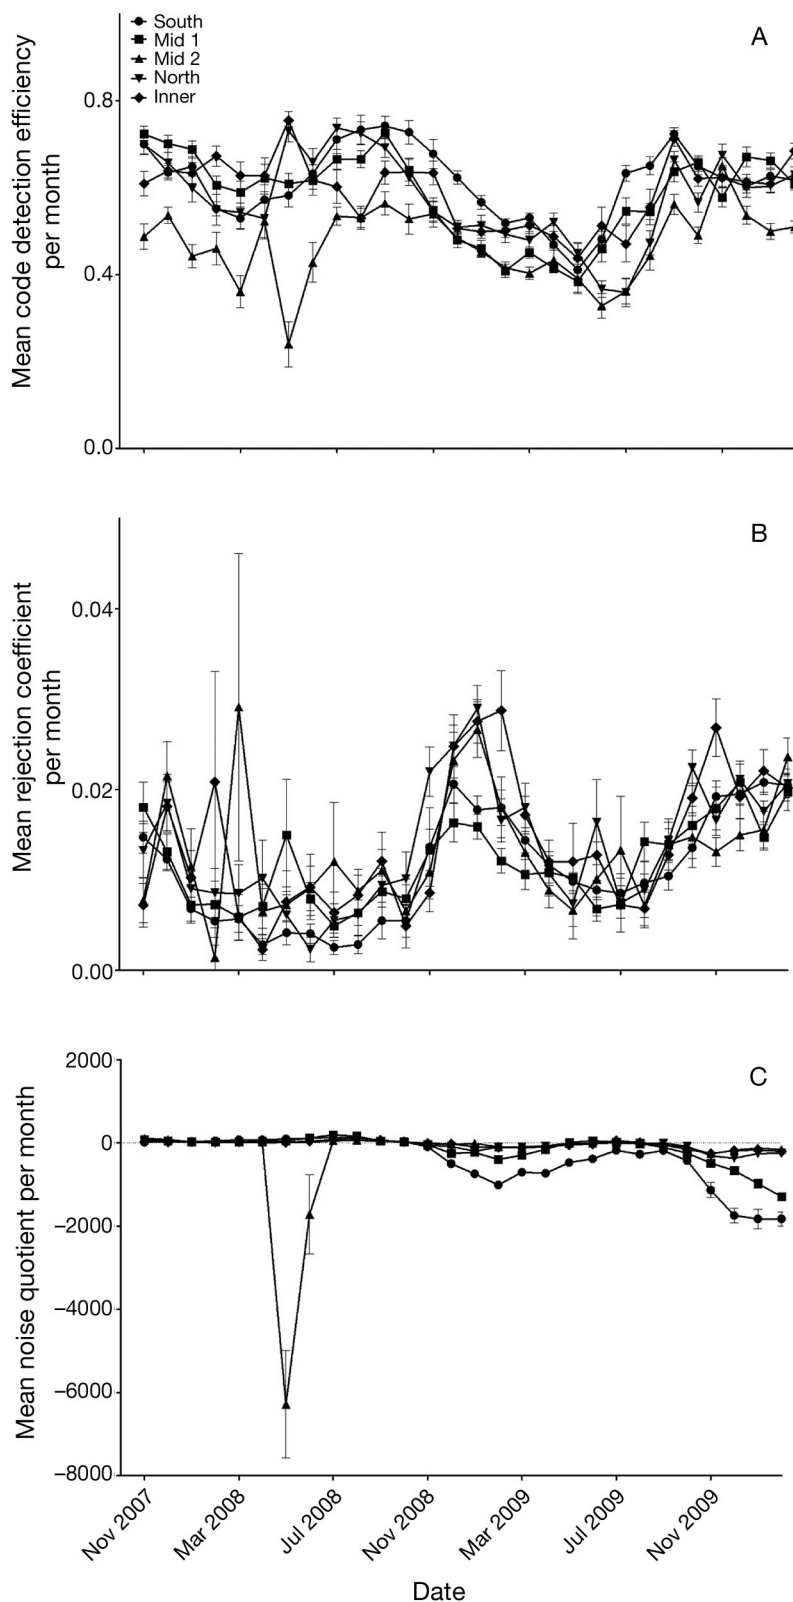 South
Mid 1
Mid 2
North
Inner
A
Mean code detection efficiency
per month
0.8
0.4
0.0
B
Mean rejection coefficient
per month
0.04
0.02
0.00
C
Mean noise quotient per month
2000
0
−2000
−4000
−6000
−8000
Nov 2007
Mar 2008
Jul 2008
Nov 2008
Mar 2009
Jul 2009
Nov 2009
Date